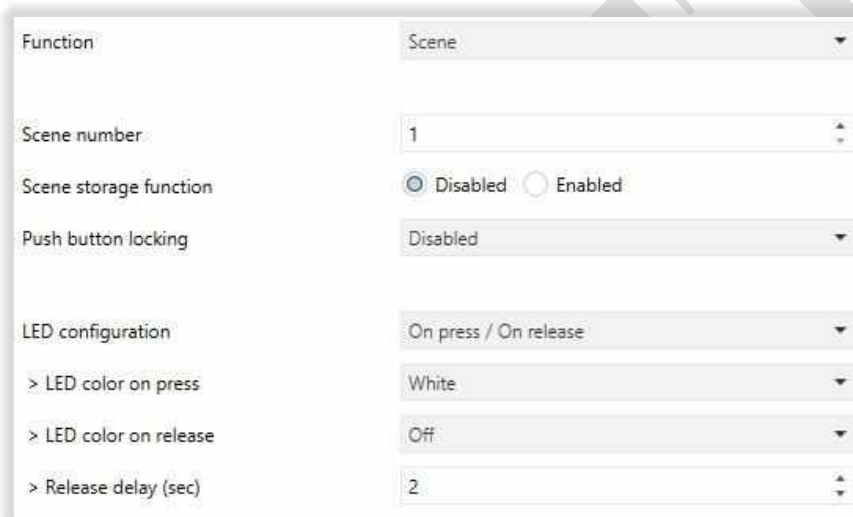 Function Scene
Scene number 1
Scene storage function Disabled Enabled
Push button locking Disabled
LED configuration On press / On release
> LED color on press White
> LED color on release Off
> Release delay (sec) 2